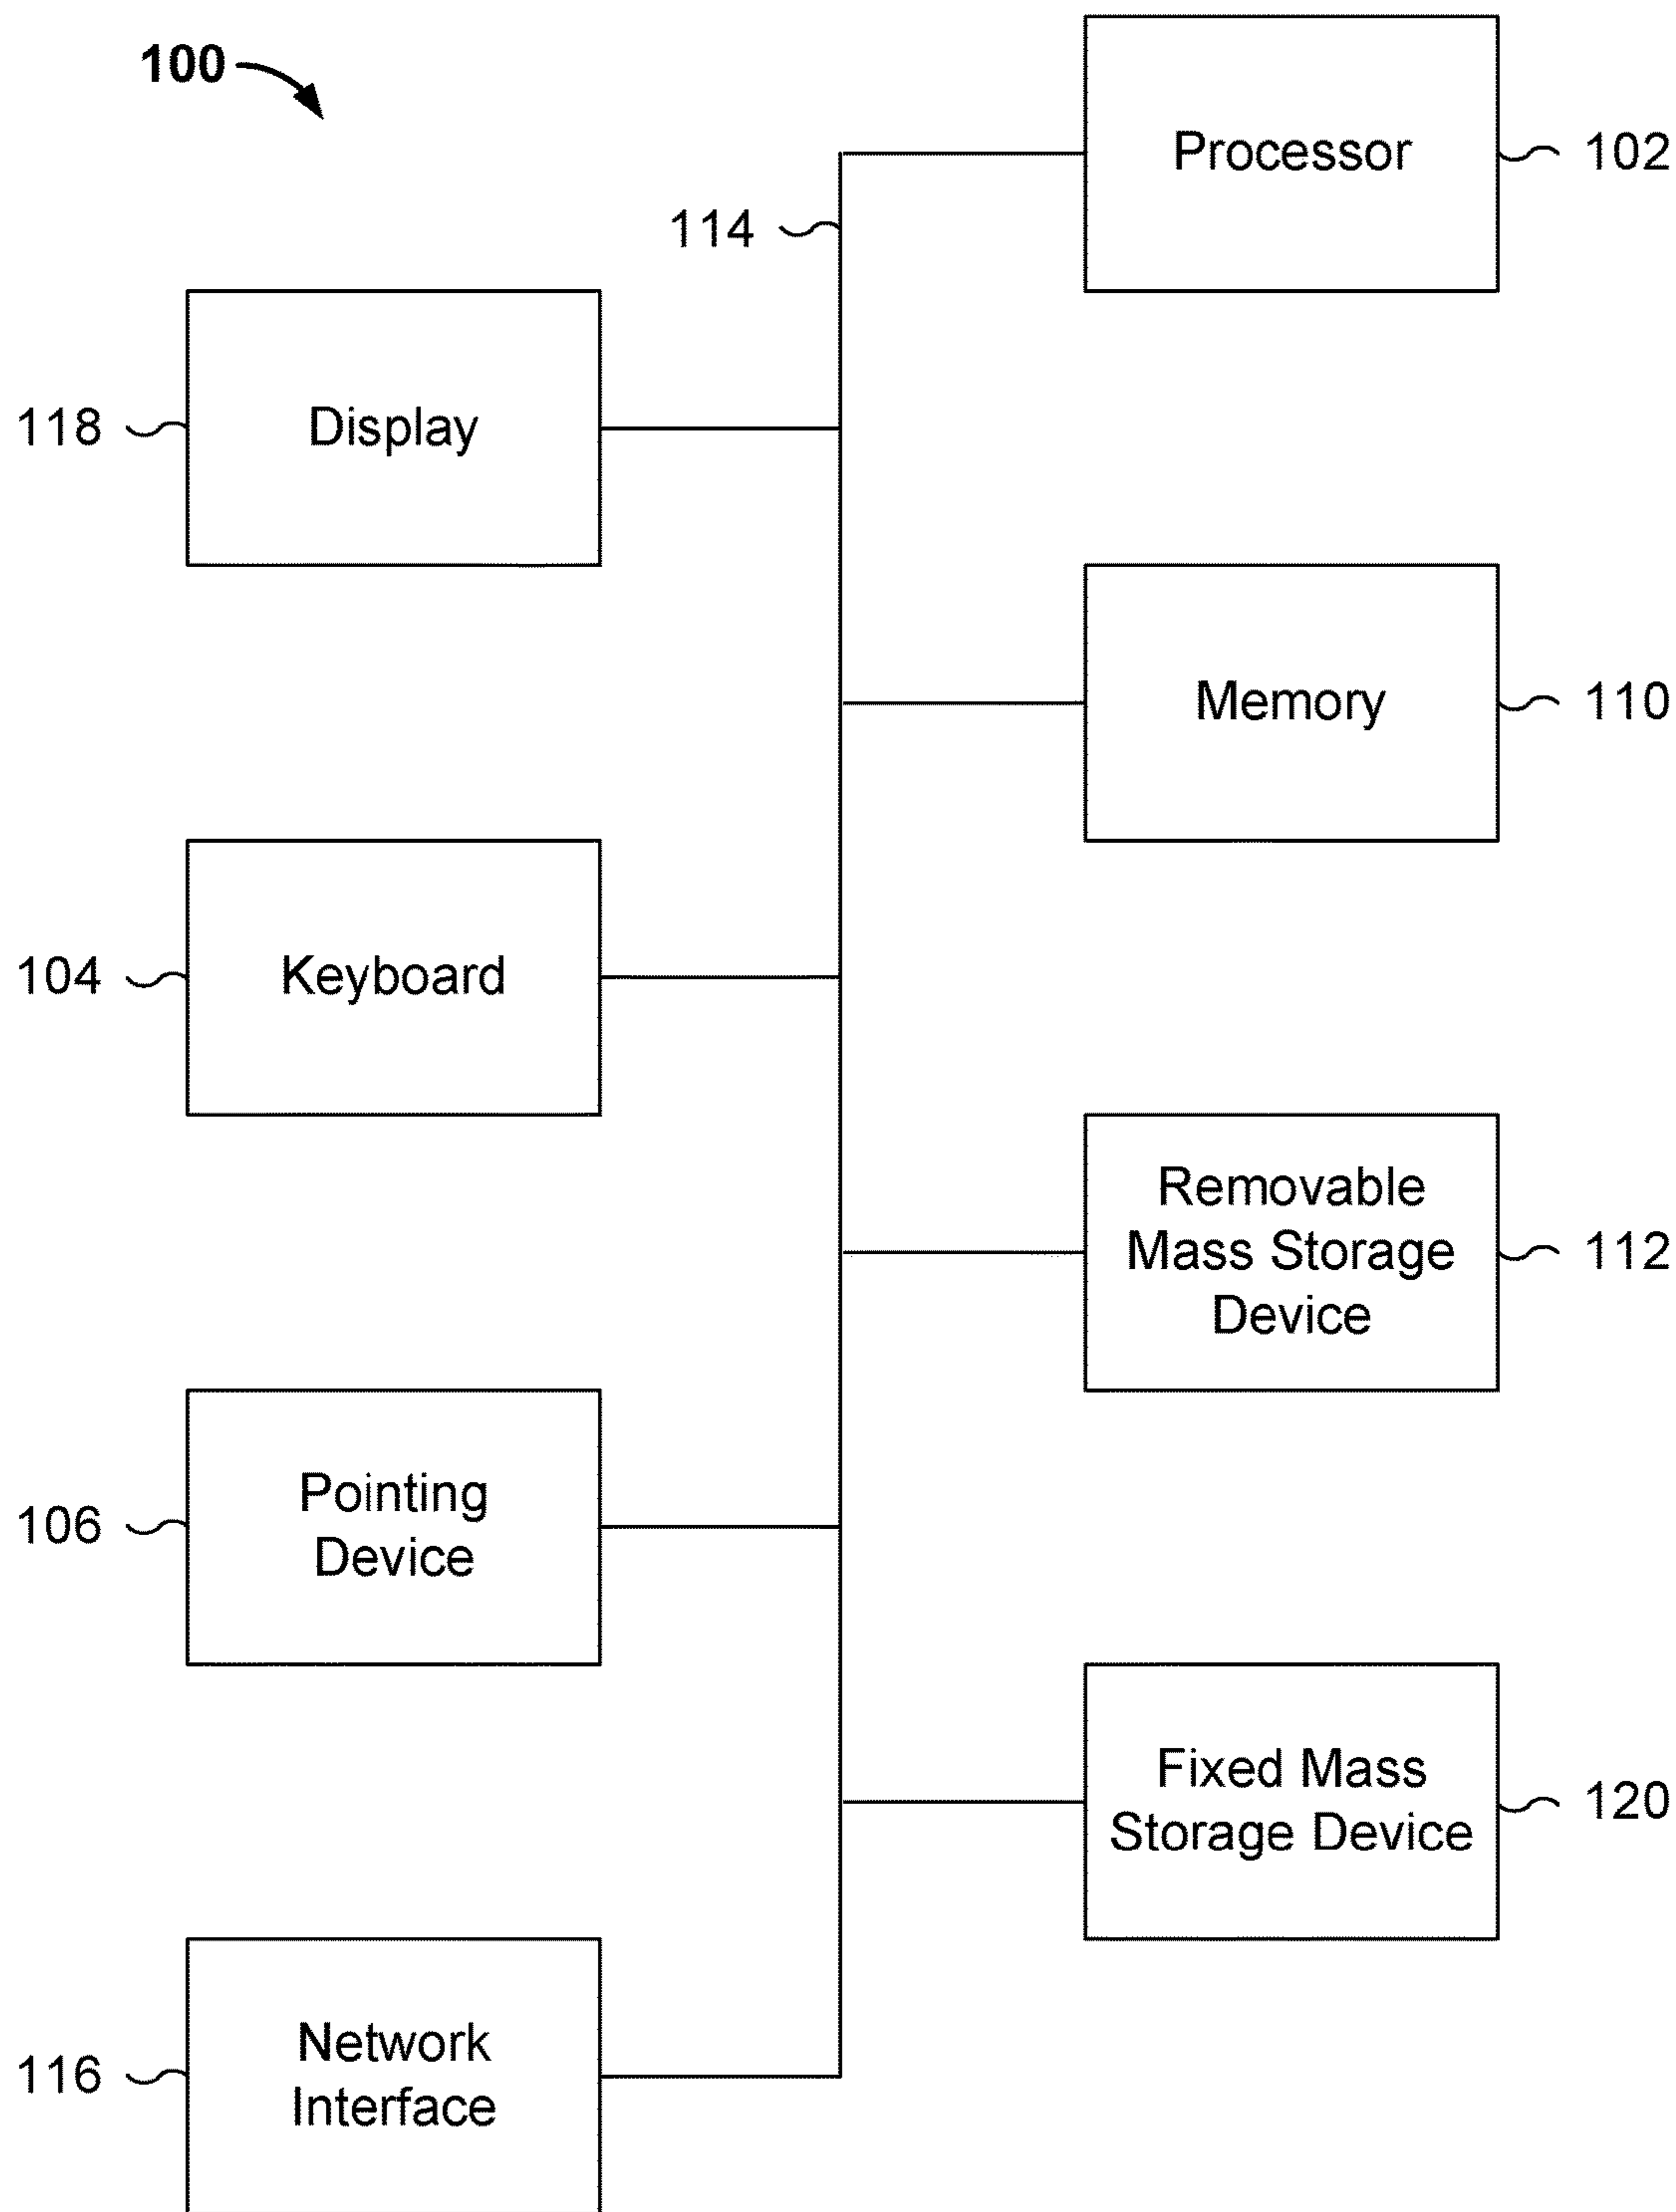 100
Processor
102
114
118
Display
Memory
110
104
Keyboard
Removable
Mass Storage
Device
112
106
Pointing
Device
Fixed Mass
Storage Device
120
116
Network
Interface